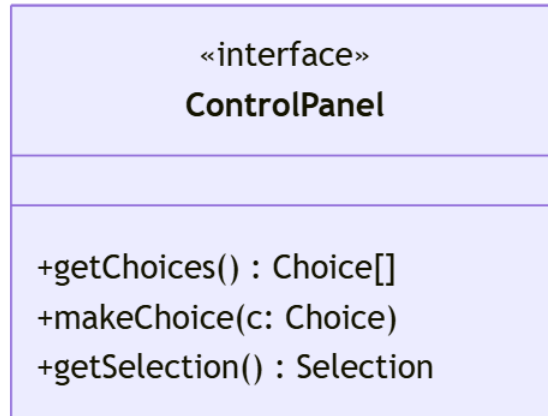 «interface»
ControlPanel
+getChoices() : Choice[]
+makeChoice(c: Choice)
+getSelection() : Selection